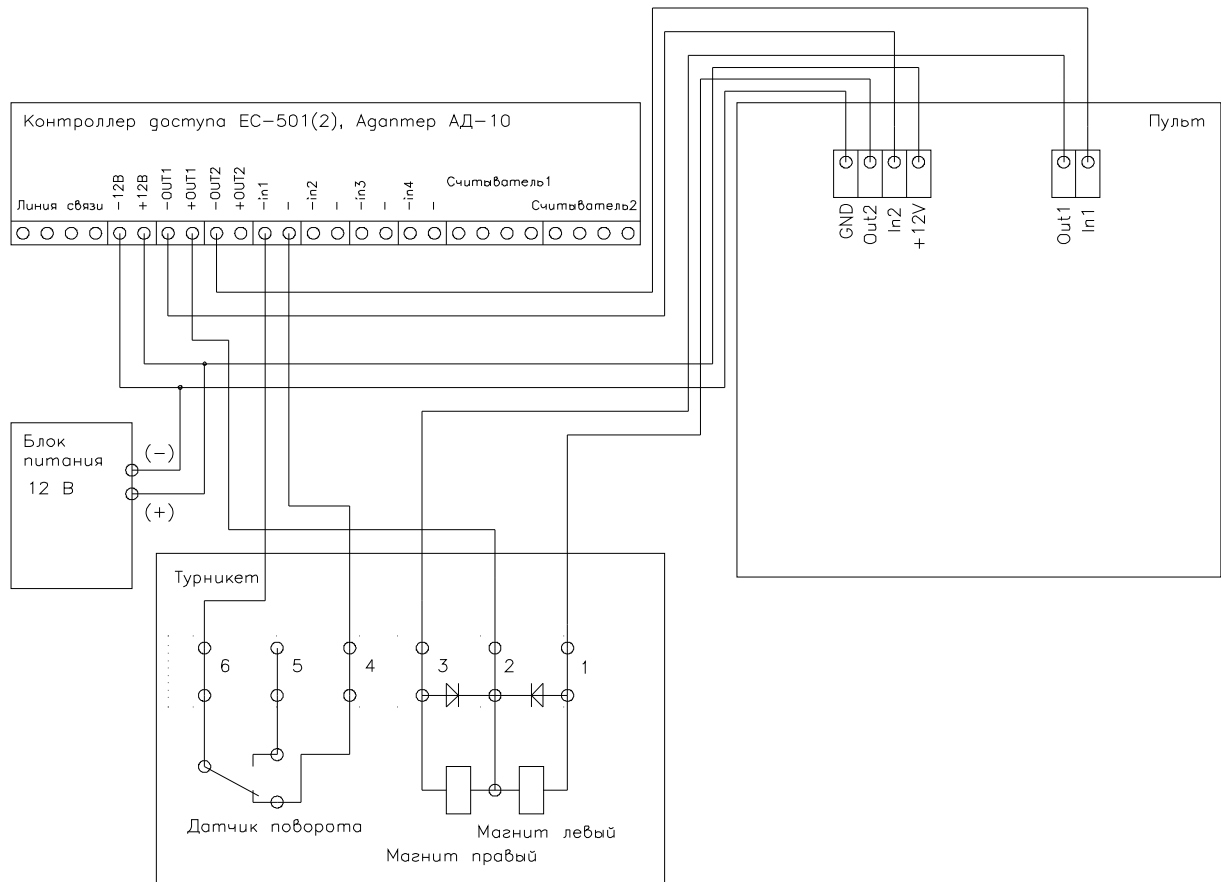 Контроллер доступа ЕС-501(2), Адаптер АД-10
Пульт
Линия связи
-12В
+12В
-OUT1
+OUT1
-OUT2
+OUT2
-in1
-
-in2
-
-in3
-
-in4
-
Считыватель1
Считыватель2
GND
Out2
In2
+12V
Out1
In1
Блок
питания
12 В
(-)
(+)
Турникет
6
5
4
3
2
1
Датчик поворота
Магнит левый
Магнит правый